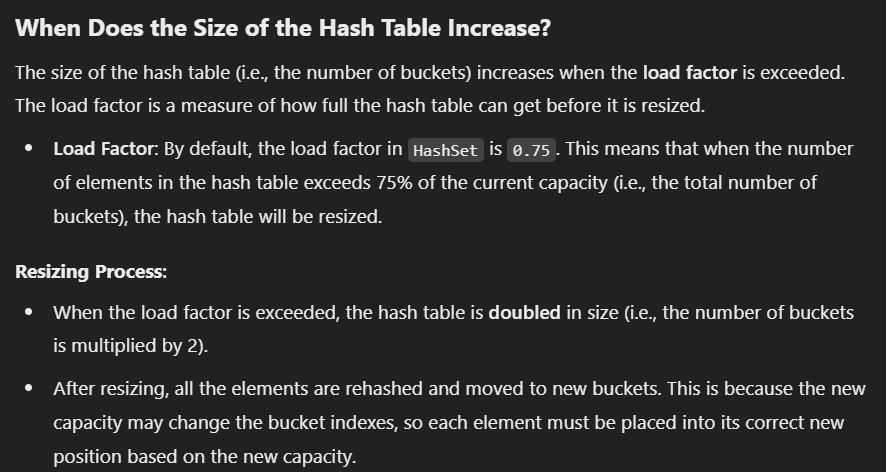 When Does the Size of the Hash Table Increase?
The size of the hash table (i.e., the number of buckets) increases when the load factor is exceeded.
The load factor is a measure of how full the hash table can get before it is resized.
• Load Factor: By default, the load factor in HashSet is 0.75. This means that when the number
of elements in the hash table exceeds 75% of the current capacity (i.e., the total number of
buckets), the hash table will be resized.
Resizing Process:
• When the load factor is exceeded, the hash table is doubled in size (i.e., the number of buckets
is multiplied by 2).
• After resizing, all the elements are rehashed and moved to new buckets. This is because the new
capacity may change the bucket indexes, so each element must be placed into its correct new
position based on the new capacity.